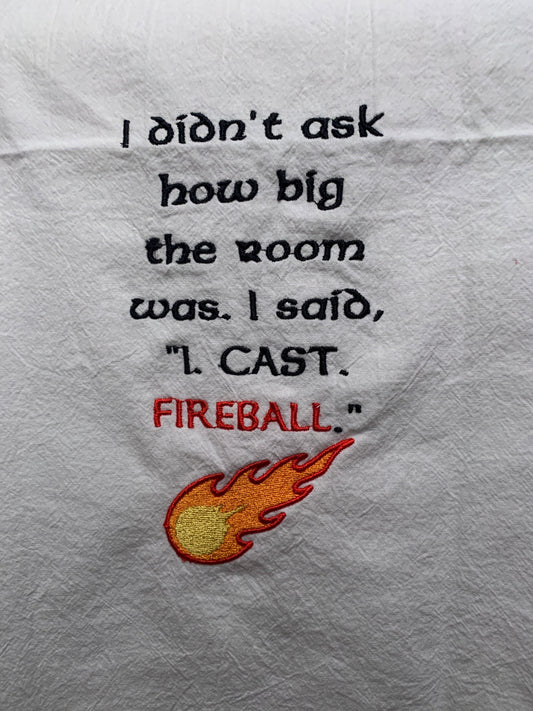 I didn't ask
how big
the room
was. I said,
"I. CAST.
FIREBALL."